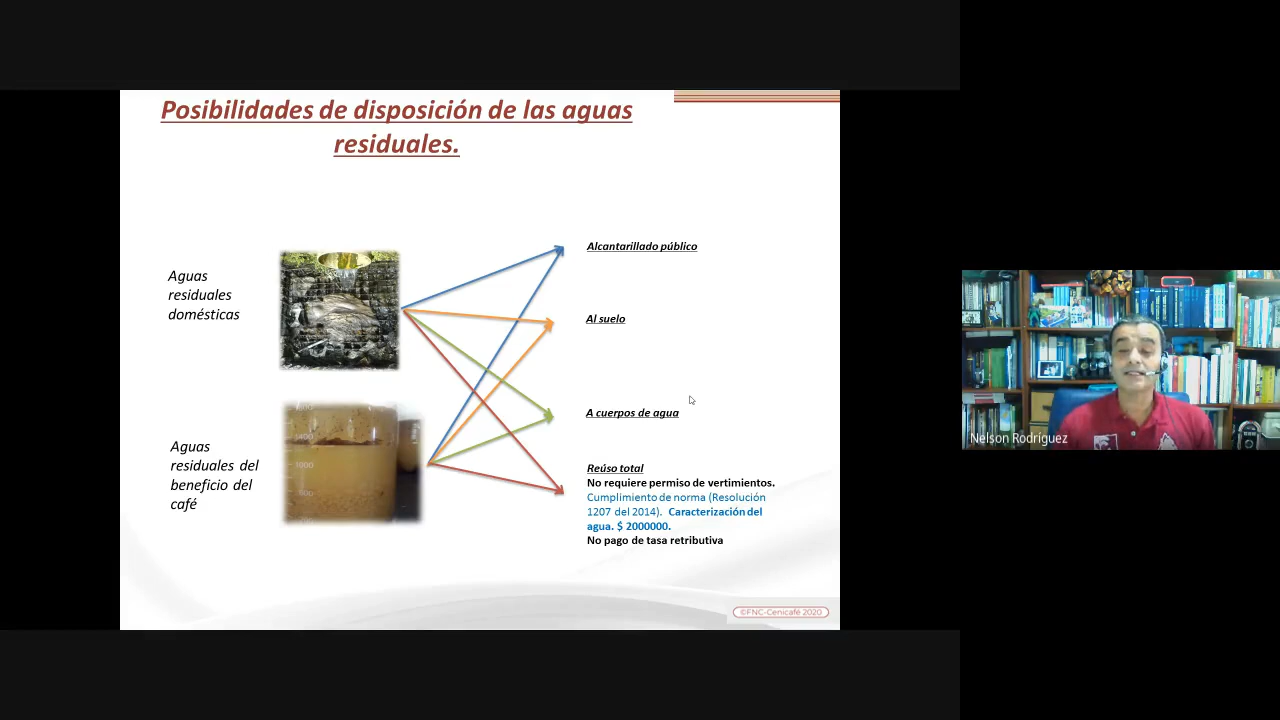 Posibilidades de disposición de las aguas
residuales.
Aguas
residuales
domésticas
Aguas
residuales del
beneficio del
café
1000
Alcantarillado público
Al suelo
A cuerpos de agua
Reúso total
No requiere permiso de vertimientos.
Cumplimiento de norma (Resolución
1207 del 2014). Caracterización del
agua. $ 2000000.
No pago de tasa retributiva
©FNC-Cenicafé 2020
Nelson Rodríguez